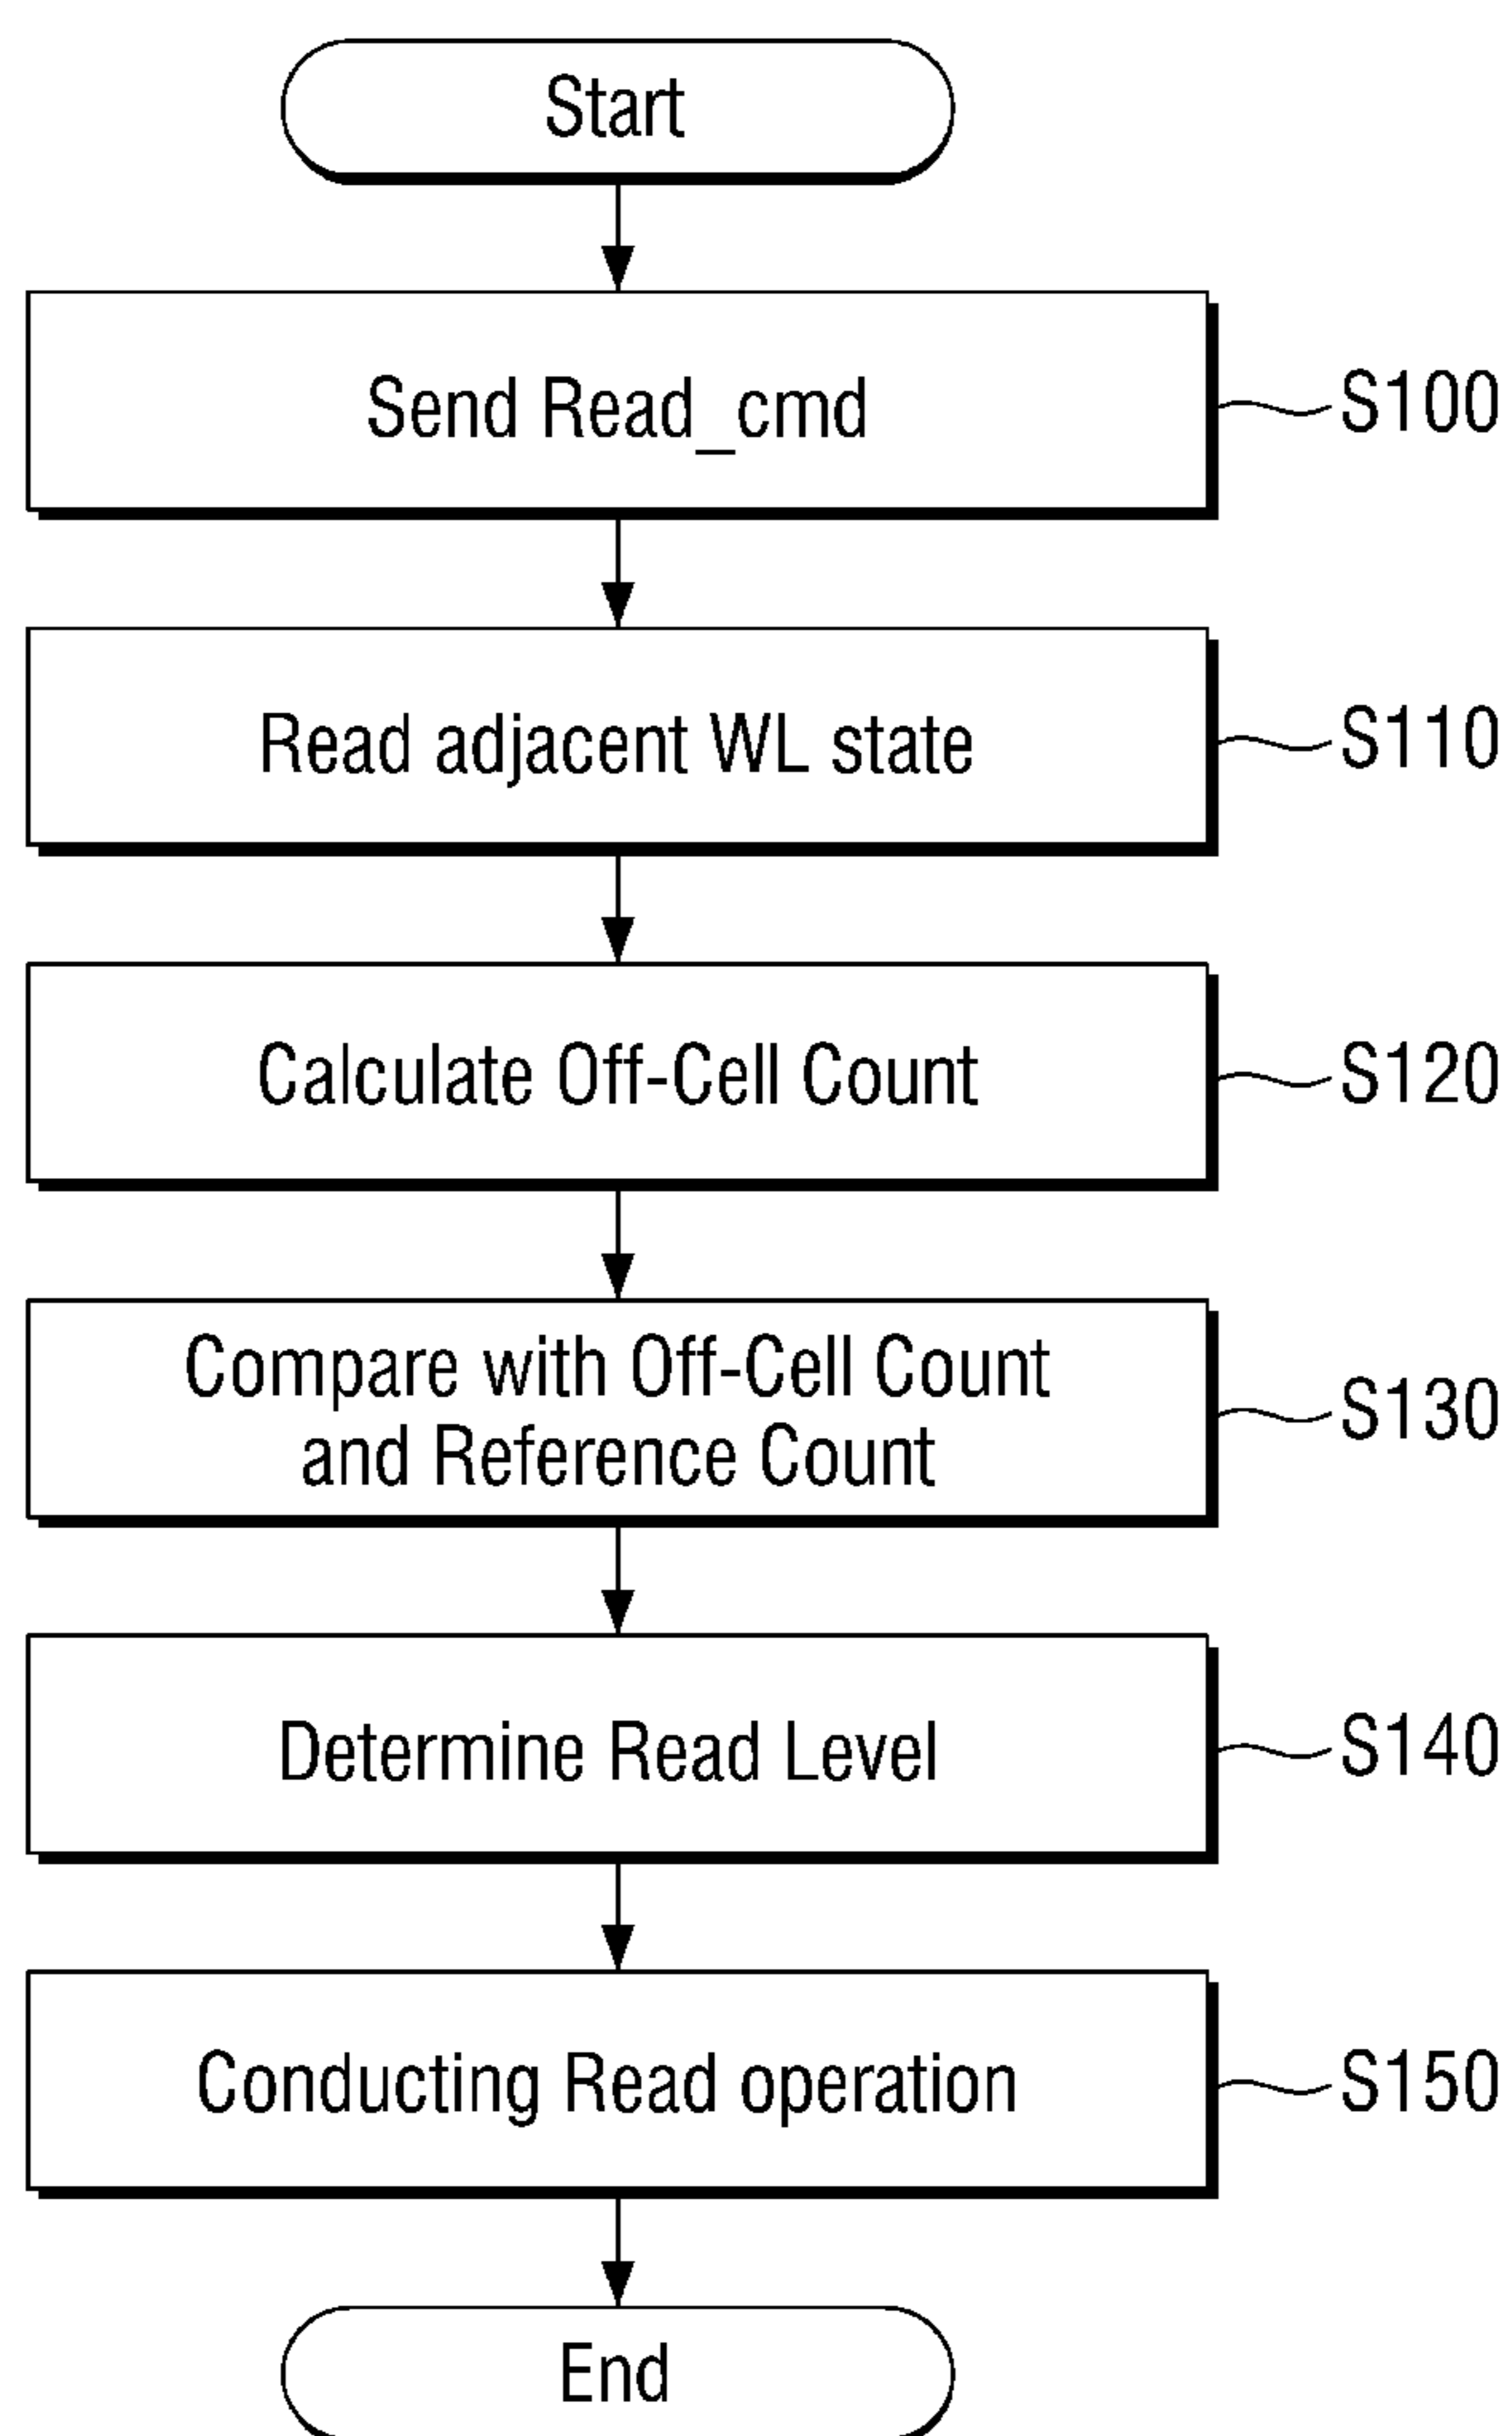 Start
Send Read_cmd
S100
Read adjacent WL state
S110
Calculate Off-Cell Count
S120
Compare with Off-Cell Count
and Reference Count
S130
Determine Read Level
S140
Conducting Read operation
S150
End